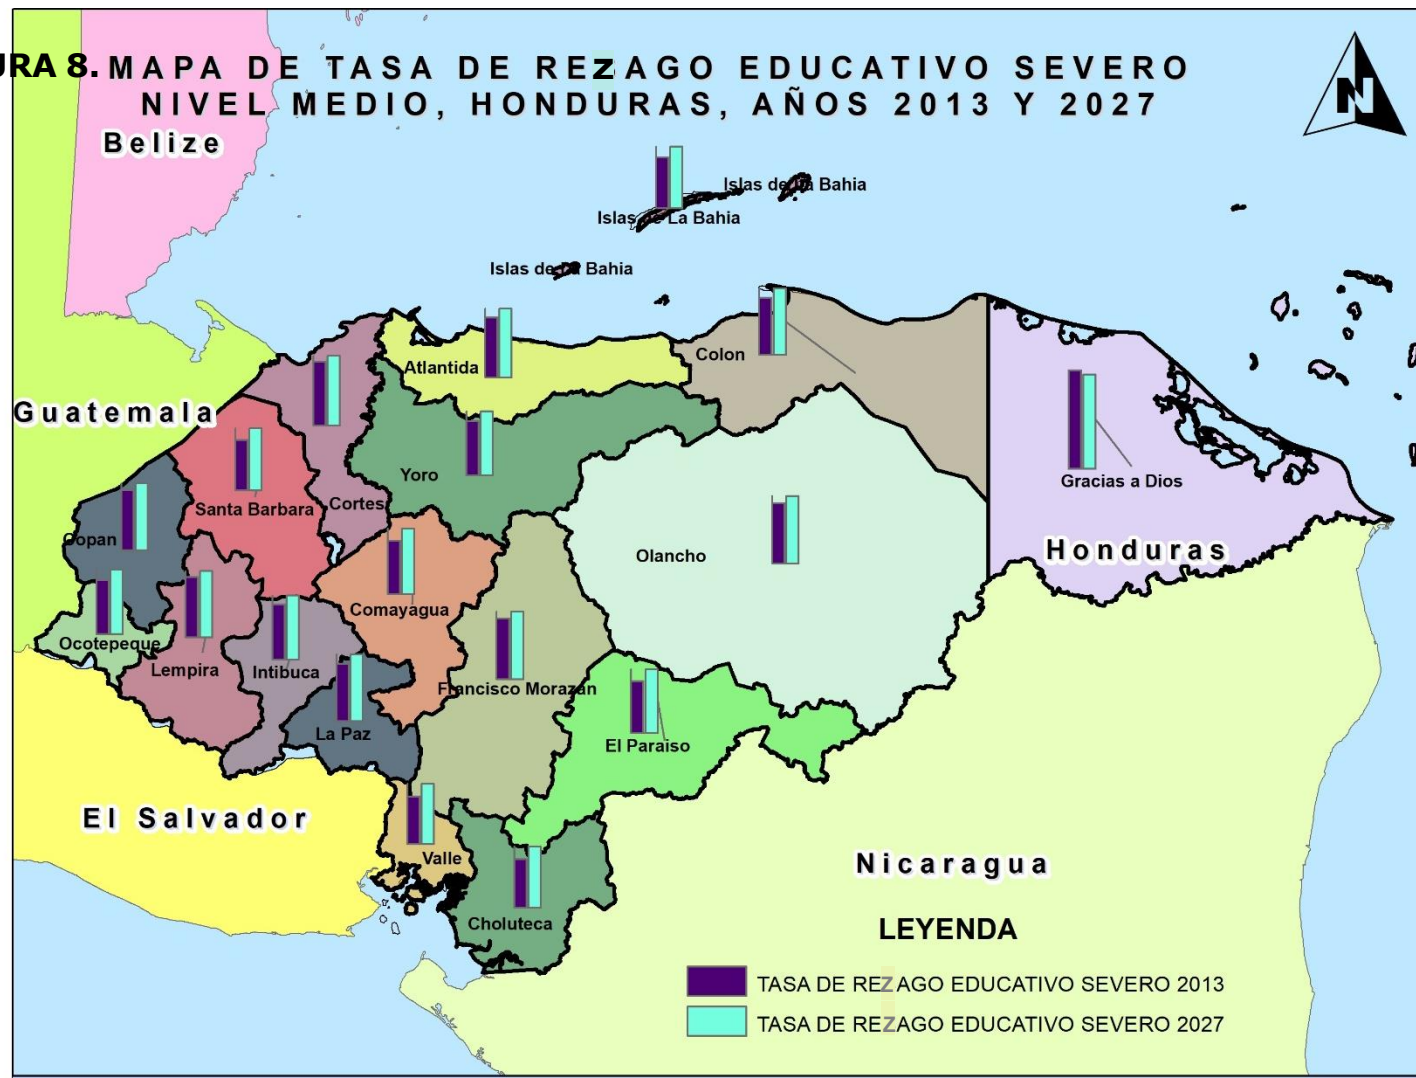 URA 8. MAPA DE TASA DE REZAGO EDUCATIVO SEVERO
NIVEL MEDIO, HONDURAS, AÑOS 2013 Y 2027
N
Belize
Islas de La Bahia
Islas de La Bahia
Islas de La Bahia
Colon
Atlantida
Guatemala
Yoro
Gracias a Dios
Santa Barbara
Cortes
Copan
Honduras
Olancho
Comayagua
Ocotepeque
Lempira
Intibuca
Francisco Morazan
La Paz
El Paraiso
El Salvador
Valle
Nicaragua
Choluteca
LEYENDA
TASA DE REZAGO EDUCATIVO SEVERO 2013
TASA DE REZAGO EDUCATIVO SEVERO 2027